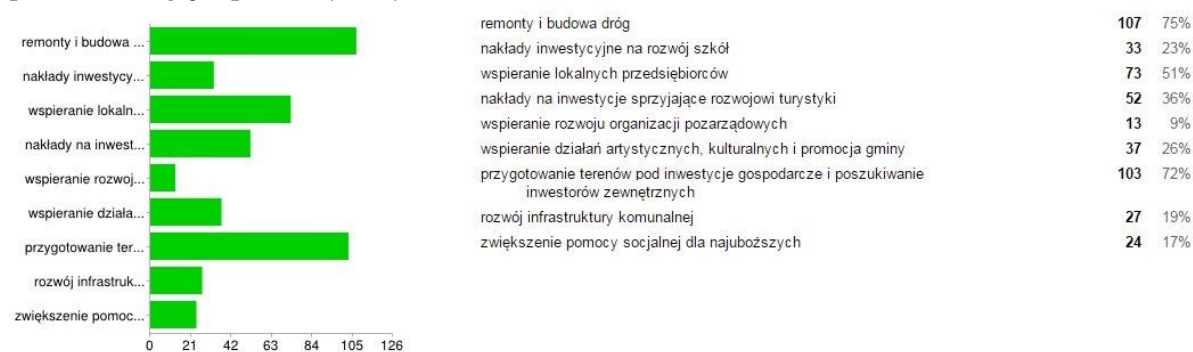 remonty i budowa ...
nakłady inwestycy...
wspieranie lokaln...
nakłady na inwest...
wspieranie rozwoj...
wspieranie działa...
przygotowanie ter...
rozwój infrastruk...
zwiększenie pomoc...
0 21 42 63 84 105 126
remonty i budowa dróg 107 75%
nakłady inwestycyjne na rozwój szkół 33 23%
wspieranie lokalnych przedsiębiorców 73 51%
nakłady na inwestycje sprzyjające rozwojowi turystyki 52 36%
wspieranie rozwoju organizacji pozarządowych 13 9%
wspieranie działań artystycznych, kulturalnych i promocja gminy 37 26%
przygotowanie terenów pod inwestycje gospodarcze i poszukiwanie 103 72%
inwestorów zewnętrznych
rozwój infrastruktury komunalnej 27 19%
zwiększenie pomocy socjalnej dla najuboższych 24 17%